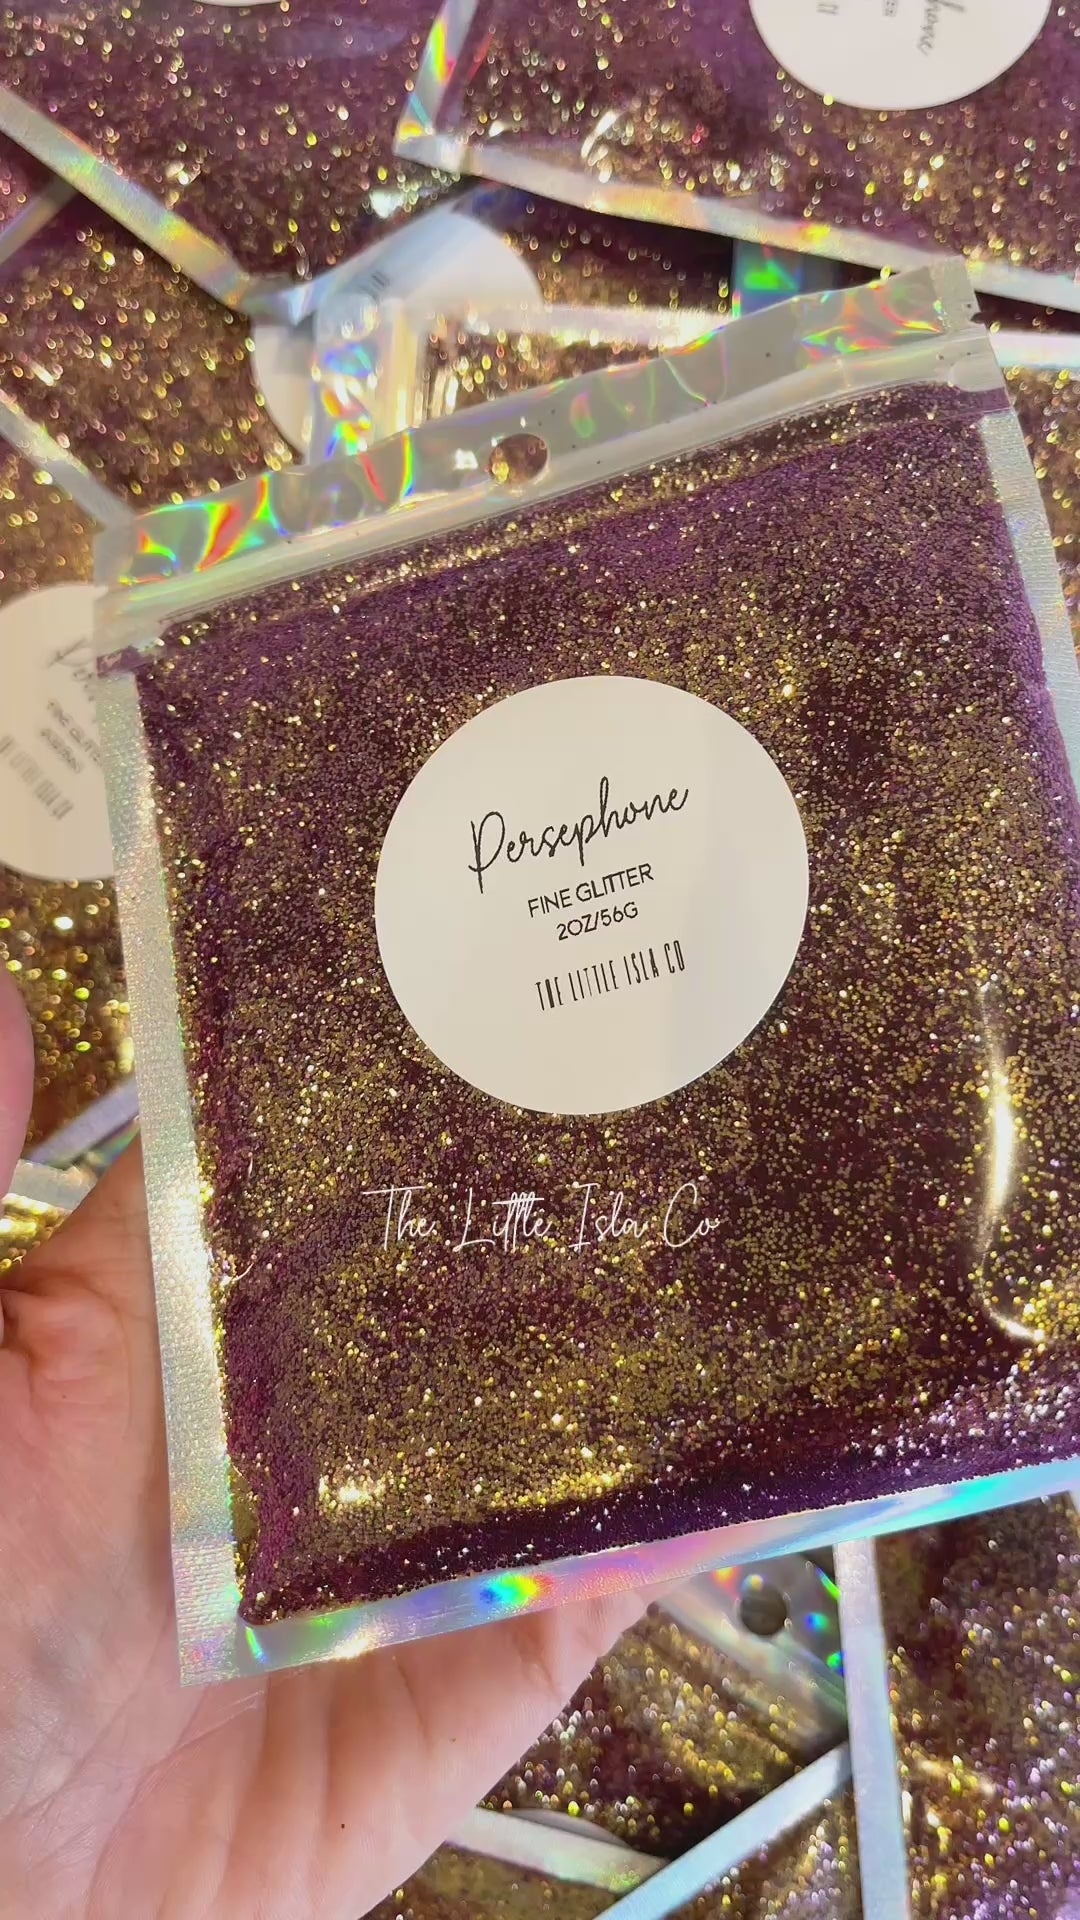 Persephone
FINE GLITTER
2OZ/56G
THE LITTLE ISLA CO
The Little Isla Co